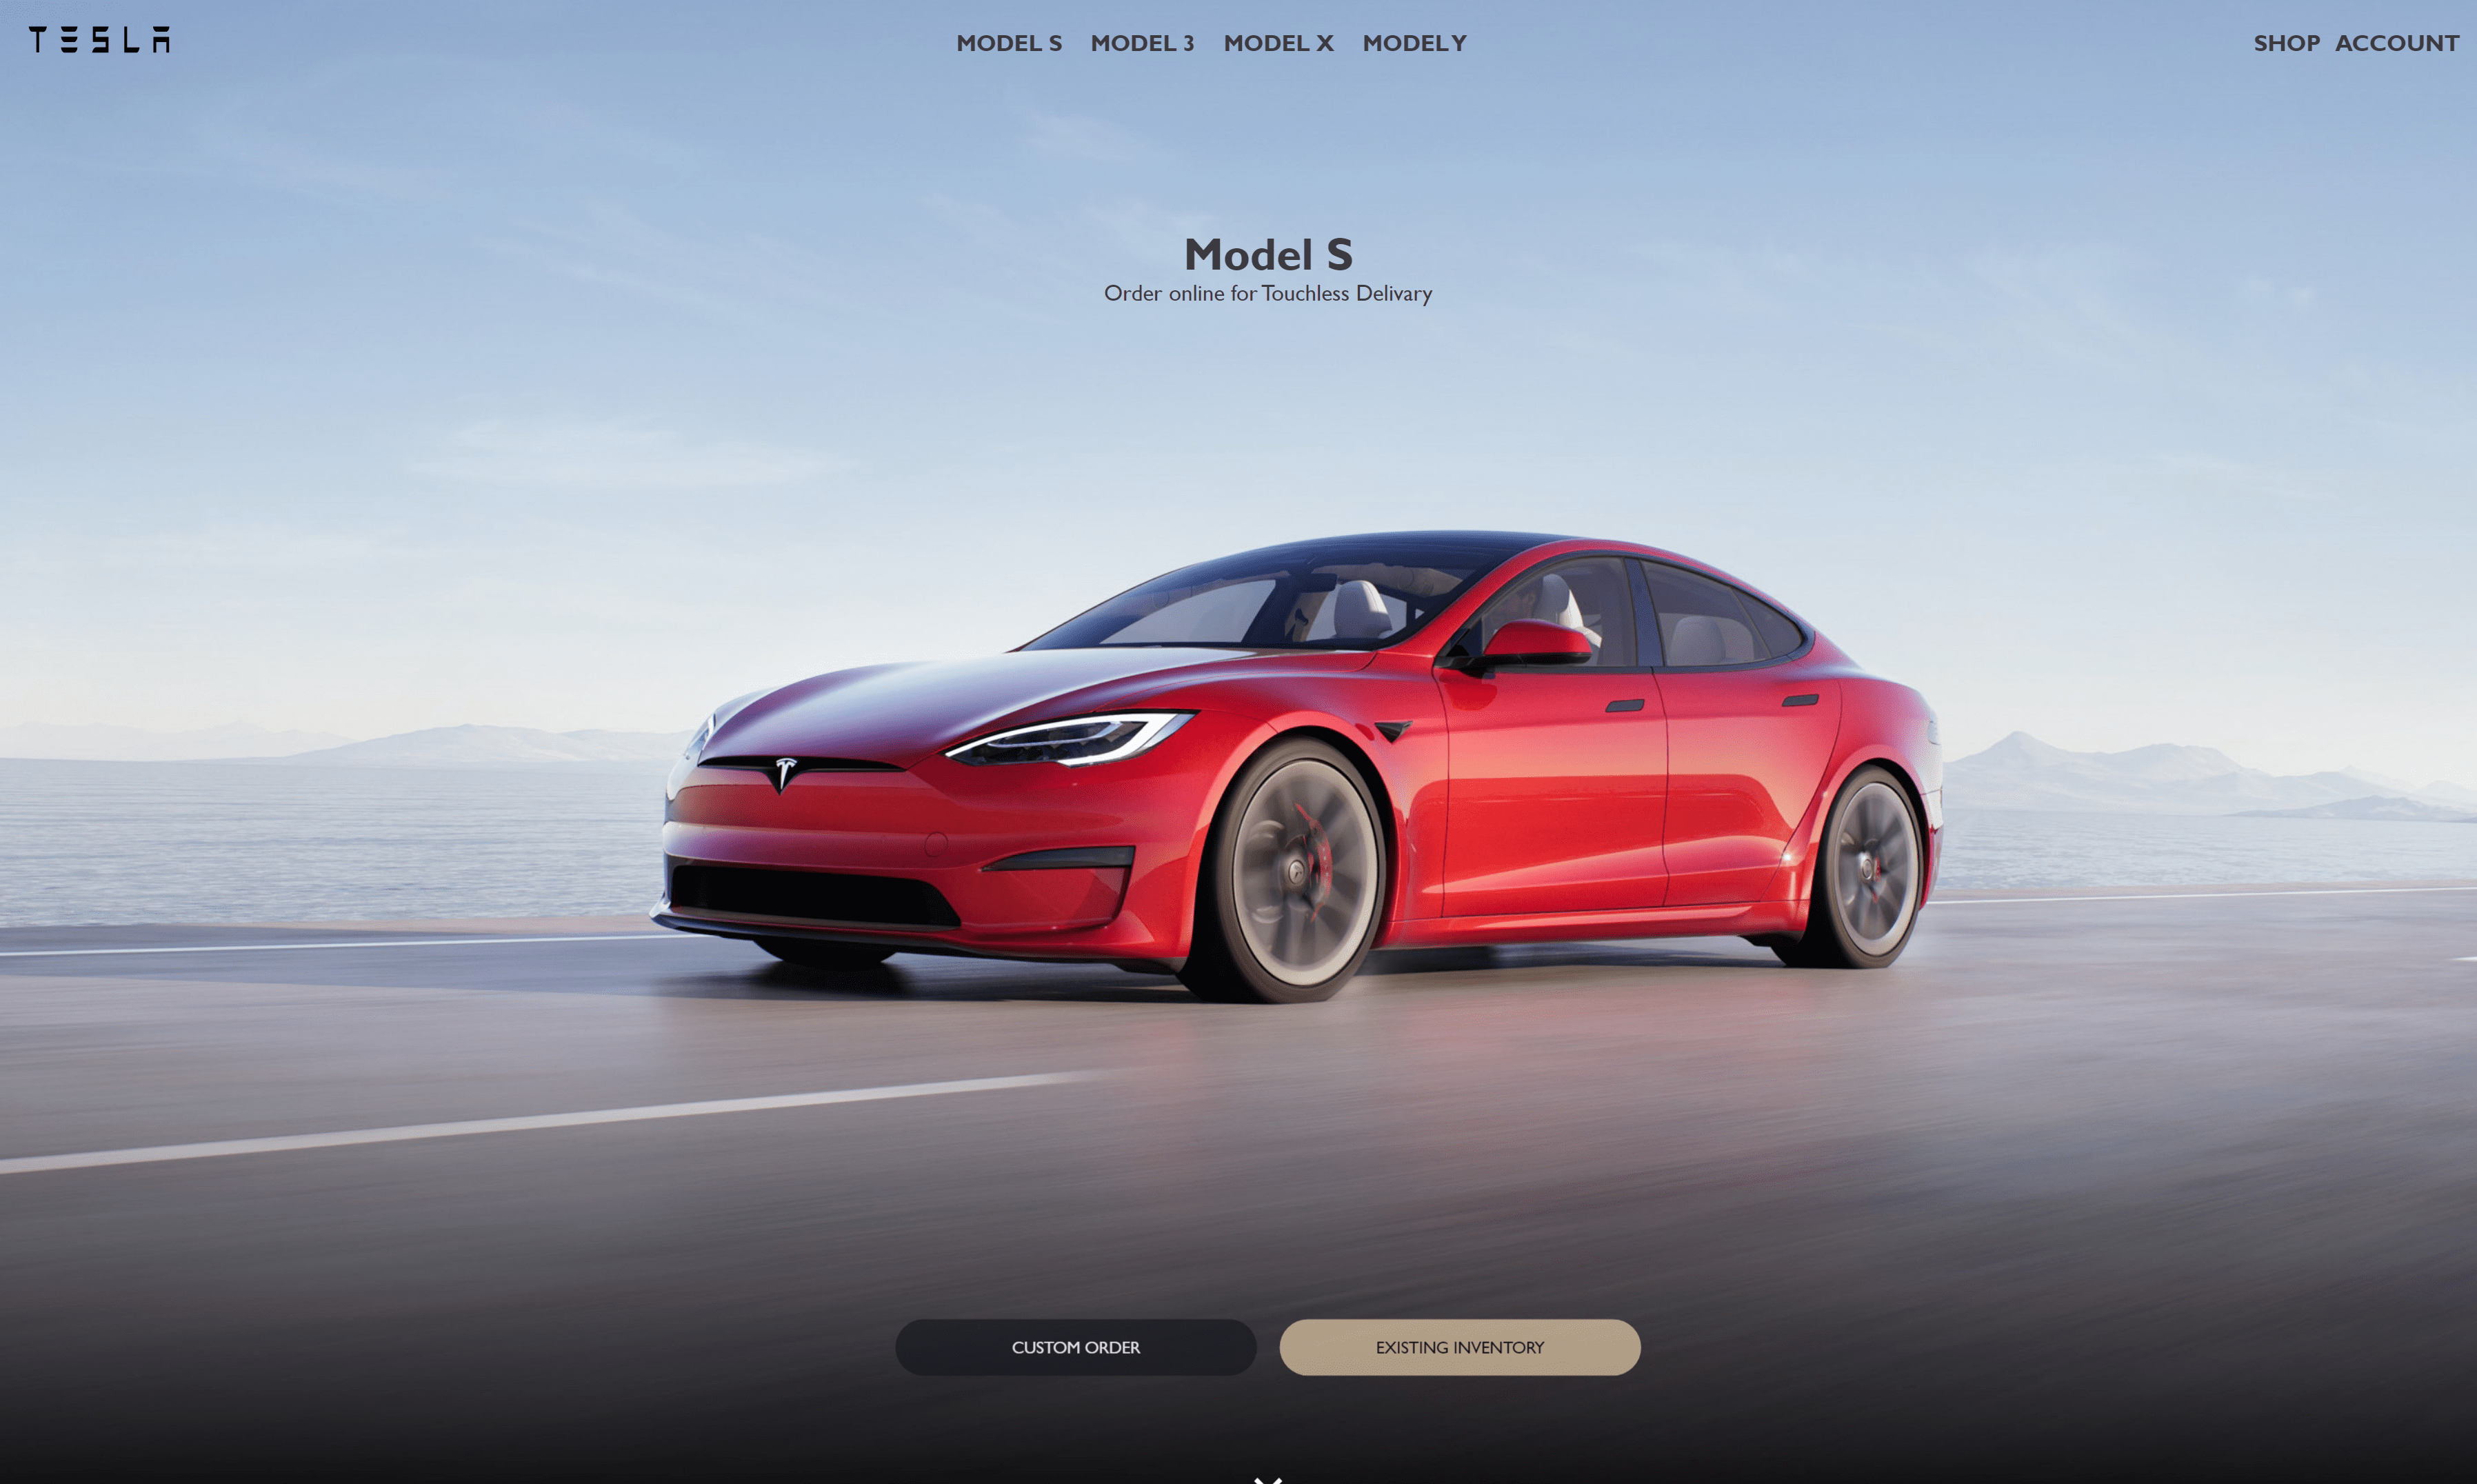 TESLA
MODEL S MODEL 3 MODEL X MODEL Y
SHOP ACCOUNT
Model S
Order online for Touchless Delivary
CUSTOM ORDER
EXISTING INVENTORY